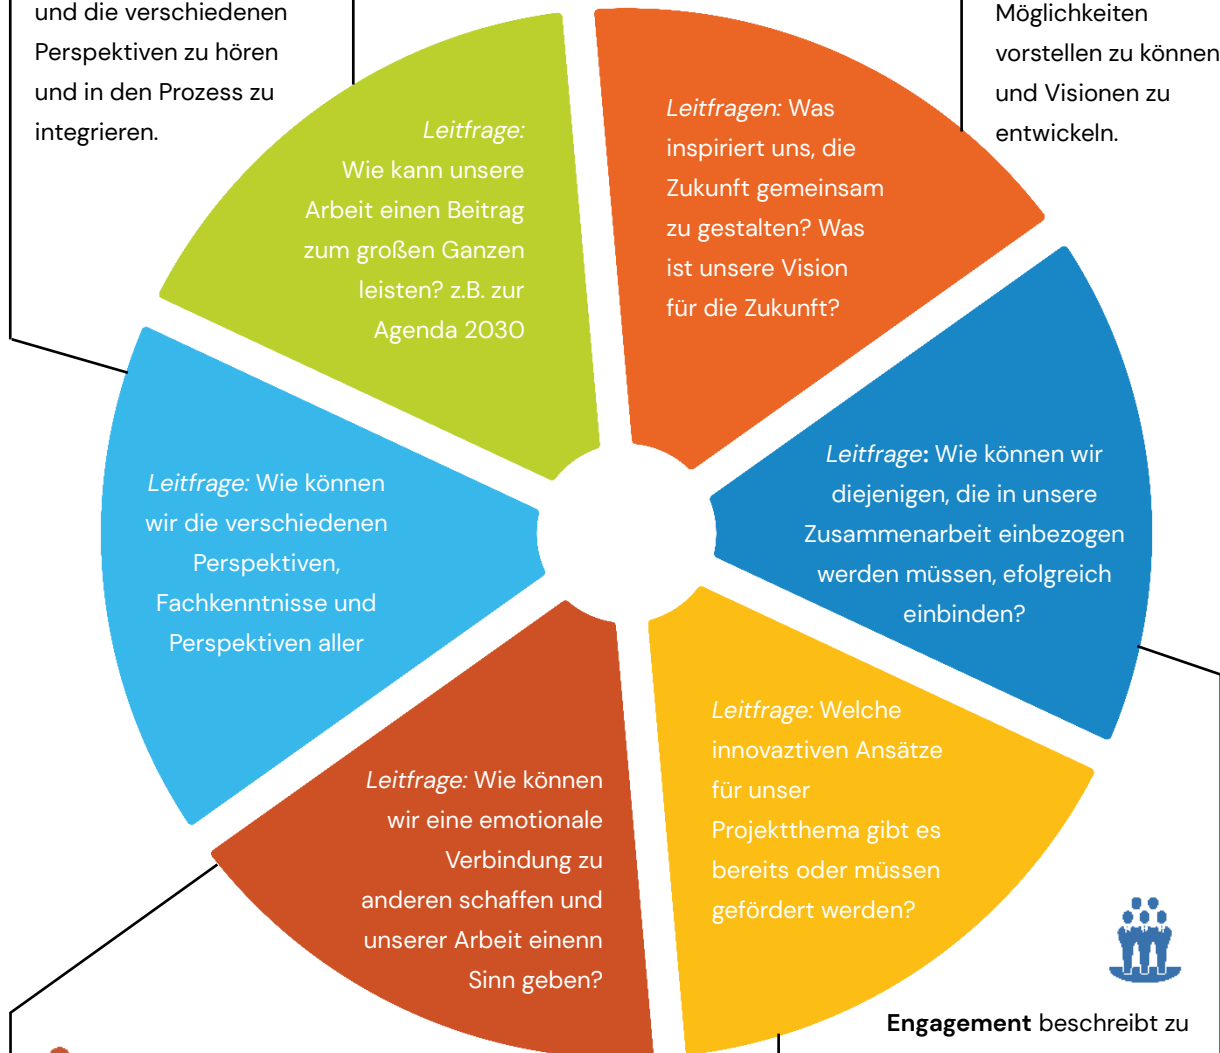 und die verschiedenen
Perspektiven zu hören
und in den Prozess zu
integrieren.
Möglichkeiten
vorstellen zu können
und Visionen zu
entwickeln.
Leitfrage:
Wie kann unsere
Arbeit einen Beitrag
zum großen Ganzen
leisten? z.B. zur
Agenda 2030
Leitfragen: Was
inspiriert uns, die
Zukunft gemeinsam
zu gestalten? Was
ist unsere Vision
für die Zukunft?
Leitfrage: Wie können wir
diejenigen, die in unsere
Zusammenarbeit einbezogen
werden müssen, efolgreich
einbinden?
Leitfrage: Wie können
wir die verschiedenen
Perspektiven,
Fachkenntnisse und
Perspektiven aller
Leitfrage: Welche
innovaztiven Ansätze
für unser
Projektthema gibt es
bereits oder müssen
gefördert werden?
Leitfrage: Wie können
wir eine emotionale
Verbindung zu
anderen schaffen und
unserer Arbeit einenn
Sinn geben?
Engagement beschreibt zu